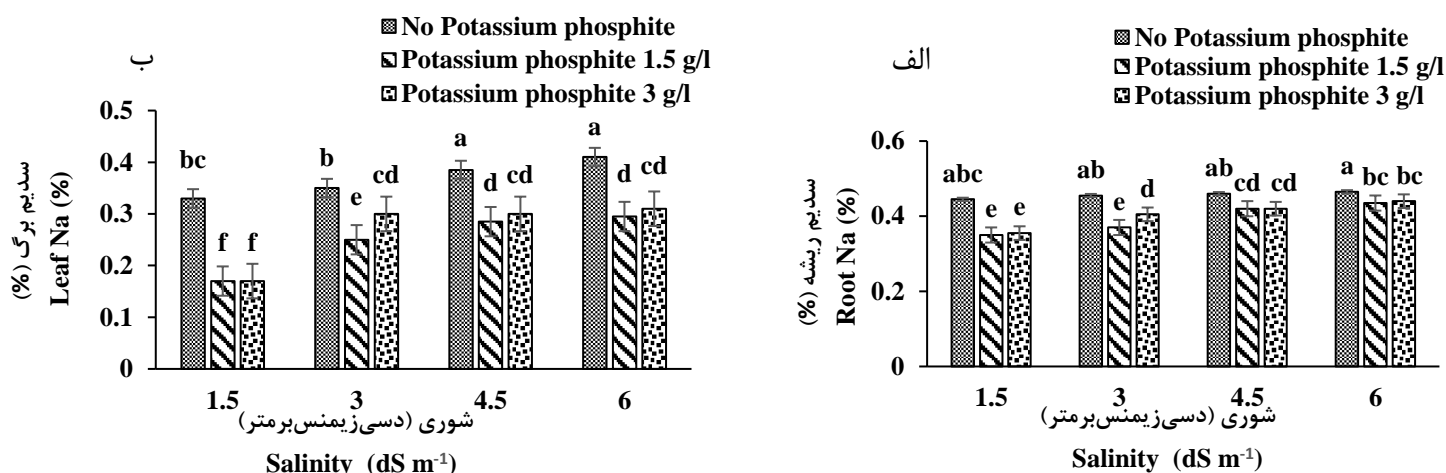 ب
No Potassium phosphite
Potassium phosphite 1.5 g/l
Potassium phosphite 3 g/l
سدیم برگ (%)
Leaf Na (%)
0.5
0.4
0.3
0.2
0.1
0
bc
f
f
b
e
cd
a
d
cd
a
d
cd
1.5
3
4.5
6
شوری (دسی‌زیمنس‌برمتر)
Salinity (dS m-1)
الف
No Potassium phosphite
Potassium phosphite 1.5 g/l
Potassium phosphite 3 g/l
سدیم ریشه (%)
Root Na (%)
0.6
0.4
0.2
0
abc
e
e
ab
e
d
ab
cd
cd
a
bc
bc
1.5
3
4.5
6
شوری (دسی‌زیمنس‌برمتر)
Salinity (dS m-1)